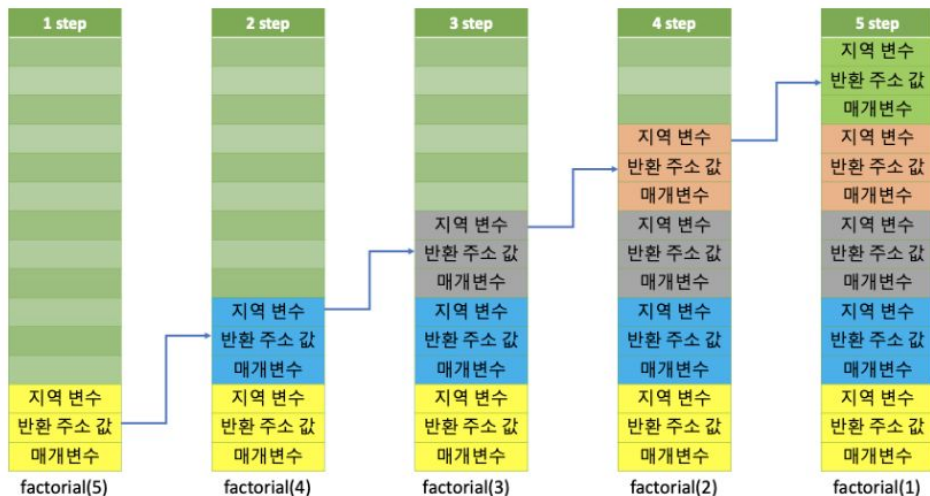 1 step
2 step
3 step
4 step
5 step
지역 변수
반환 주소 값
매개변수
지역 변수
반환 주소 값
매개변수
지역 변수
반환 주소 값
매개변수
지역 변수
반환 주소 값
매개변수
지역 변수
반환 주소 값
매개변수
지역 변수
반환 주소 값
매개변수
지역 변수
반환 주소 값
매개변수
지역 변수
반환 주소 값
매개변수
지역 변수
반환 주소 값
매개변수
지역 변수
반환 주소 값
매개변수
지역 변수
반환 주소 값
매개변수
지역 변수
반환 주소 값
매개변수
지역 변수
반환 주소 값
매개변수
지역 변수
반환 주소 값
매개변수
지역 변수
반환 주소 값
매개변수
factorial(5)
factorial(4)
factorial(3)
factorial(2)
factorial(1)